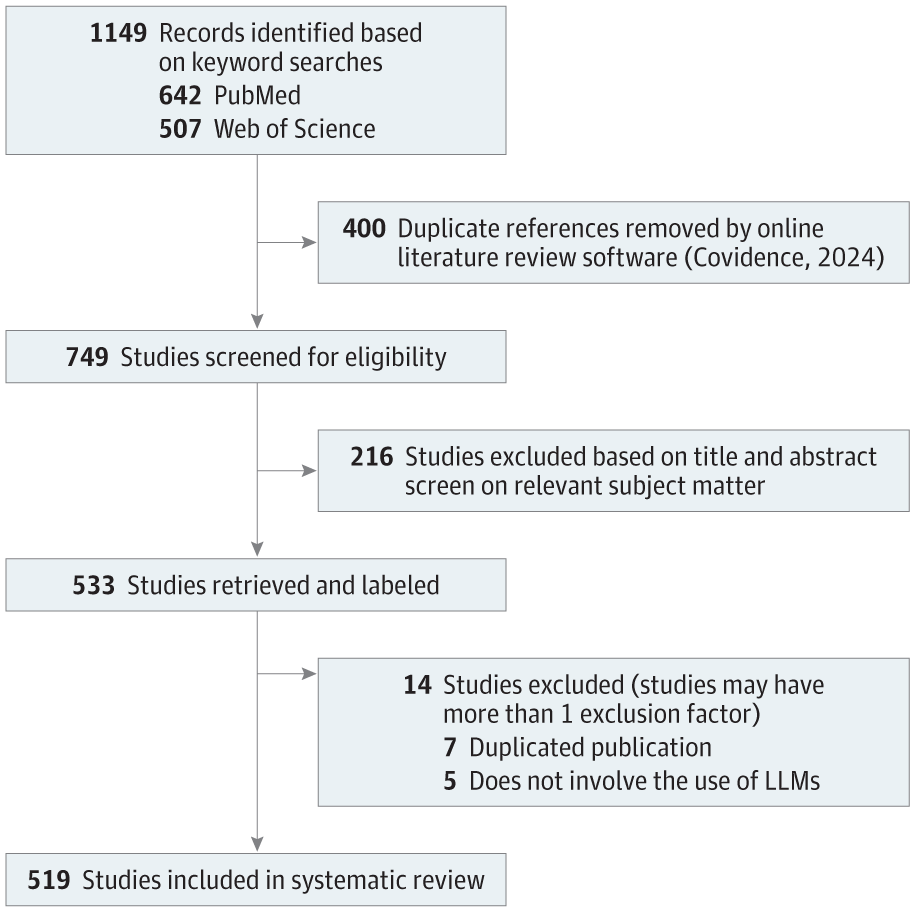 1149 Records identified based
on keyword searches
642 PubMed
507 Web of Science
400 Duplicate references removed by online
literature review software (Covidence, 2024)
749 Studies screened for eligibility
216 Studies excluded based on title and abstract
screen on relevant subject matter
533 Studies retrieved and labeled
14 Studies excluded (studies may have
more than 1 exclusion factor)
7 Duplicated publication
5 Does not involve the use of LLMs
519 Studies included in systematic review